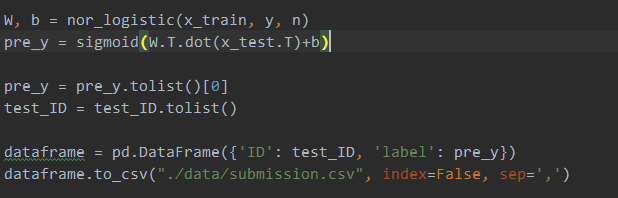 W, b = nor_logistic(x_train, y, n)
pre_y = sigmoid(W.T.dot(x_test.T)+b)
pre_y = pre_y.tolist()[0]
test_ID = test_ID.tolist()
dataframe = pd.DataFrame({'ID': test_ID, 'label': pre_y})
dataframe.to_csv("./data/submission.csv", index=False, sep=',')